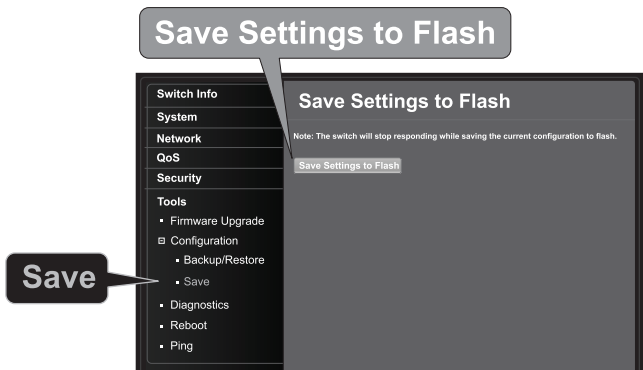 Save Settings to Flash
Switch Info
System
Network
QoS
Security
Tools
Firmware Upgrade
Configuration
Backup/Restore
Save
Diagnostics
Reboot
Ping
Save
Save Settings to Flash
Note: The switch will stop responding while saving the current configuration to flash.
Save Settings to Flash